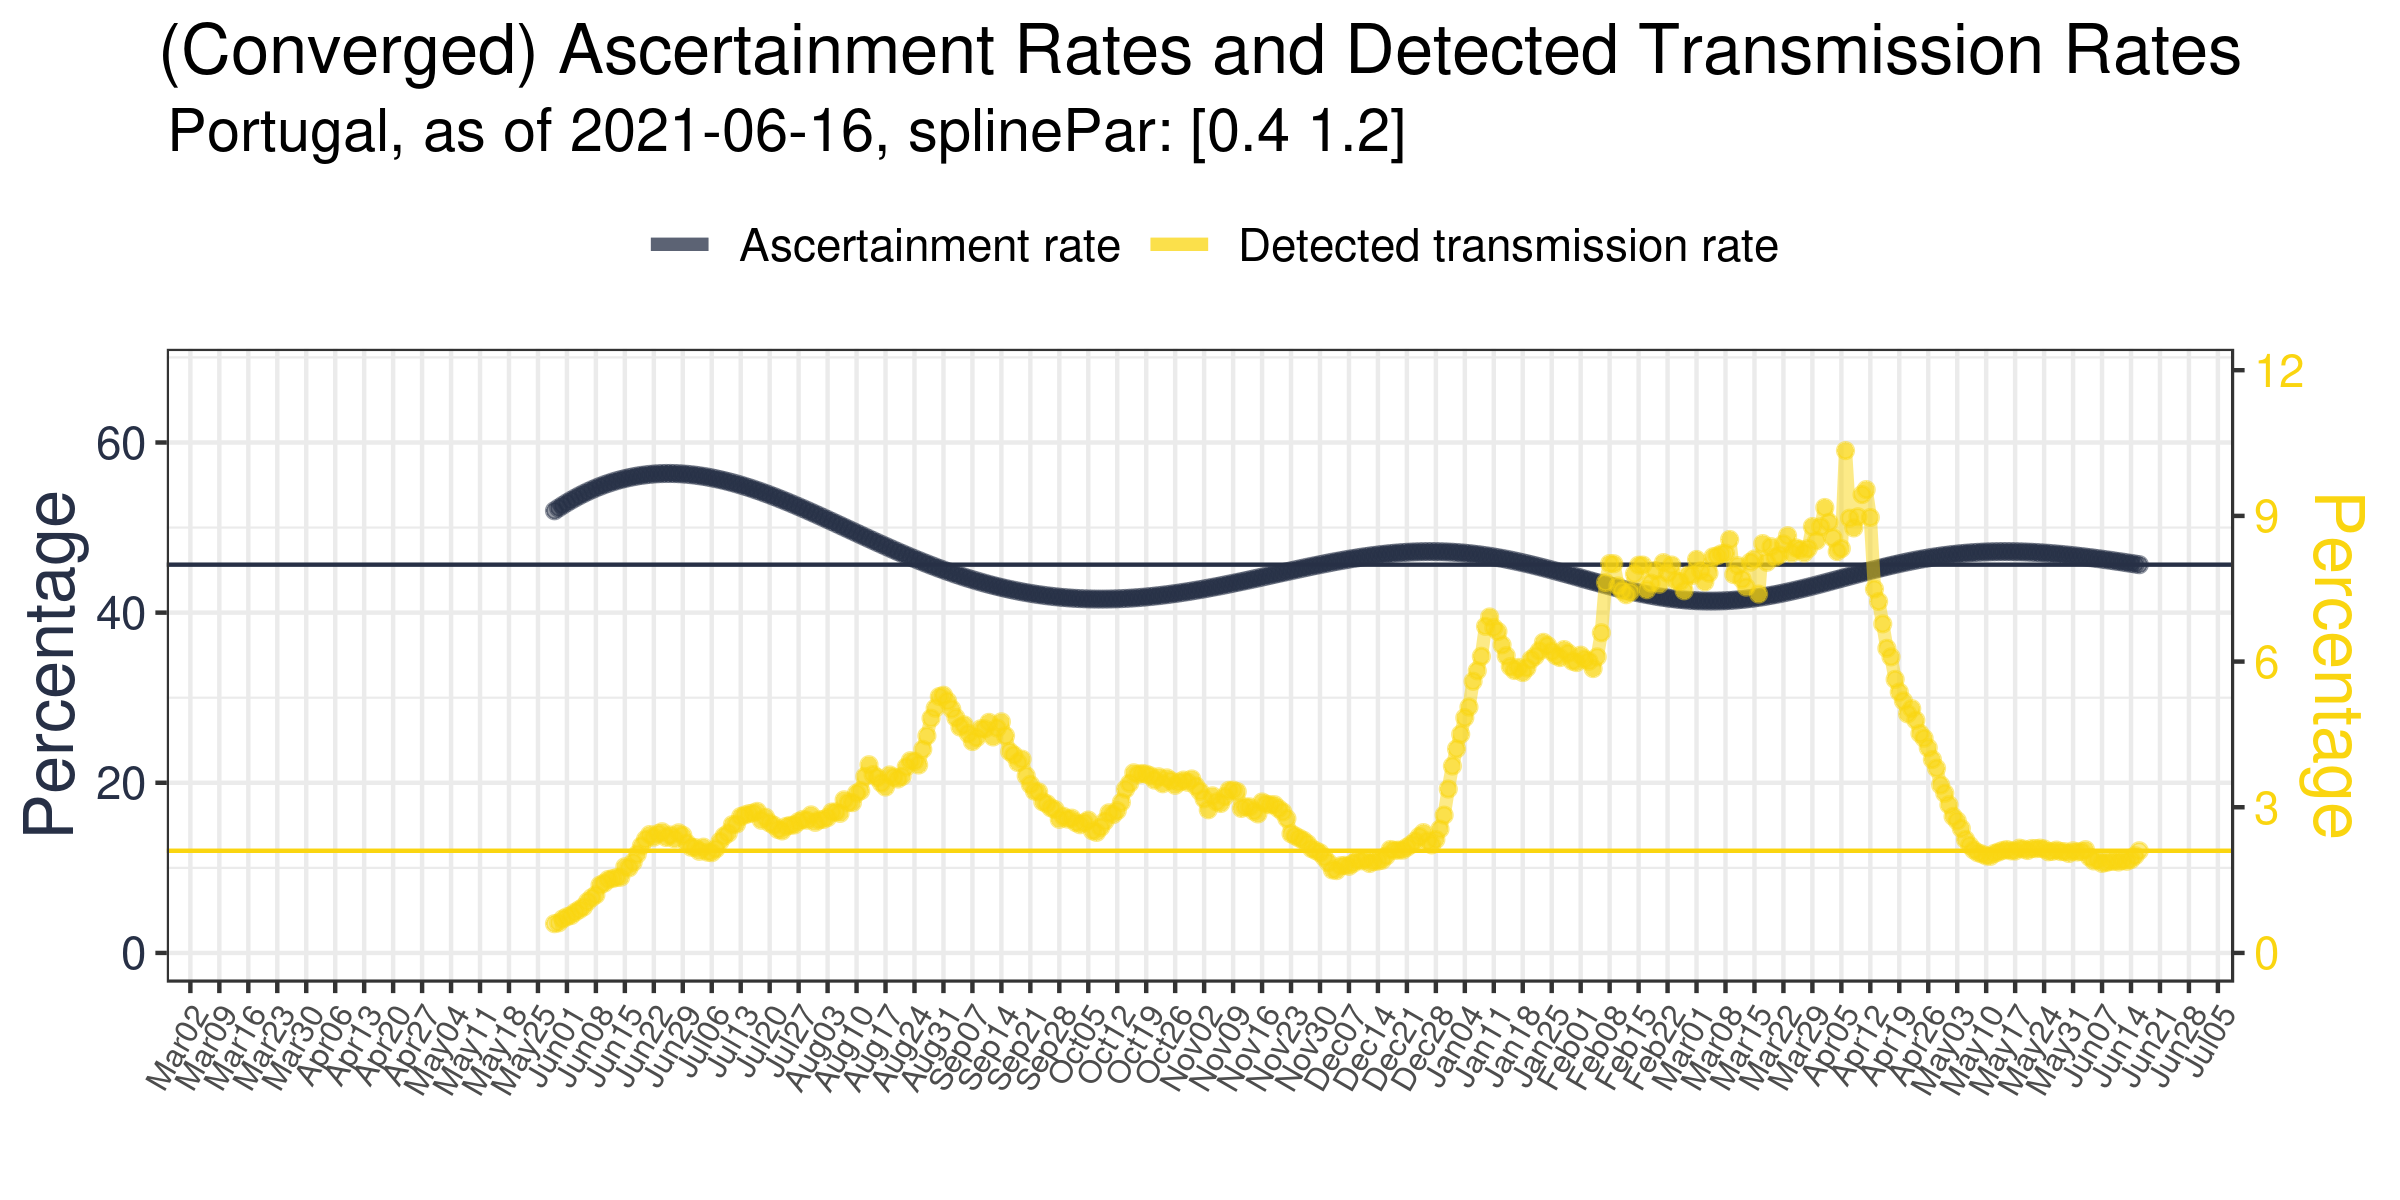 (Converged) Ascertainment Rates and Detected Transmission Rates
Portugal, as of 2021-06-16, splinePar: [0.4 1.2]
Ascertainment rate
Detected transmission rate
Percentage
60
40
20
0
12
9
6
3
0
Percentage
Mar02
Mar09
Mar16
Mar23
Mar30
Apr06
Apr13
Apr20
Apr27
May04
May11
May18
May25
Jun01
Jun08
Jun15
Jun22
Jun29
Jul06
Jul13
Jul20
Jul27
Aug03
Aug10
Aug17
Aug24
Aug31
Sep07
Sep14
Sep21
Sep28
Oct05
Oct12
Oct19
Oct26
Nov02
Nov09
Nov16
Nov23
Nov30
Dec07
Dec14
Dec21
Dec28
Jan04
Jan11
Jan18
Jan25
Feb01
Feb08
Feb15
Feb22
Mar01
Mar08
Mar15
Mar22
Mar29
Apr05
Apr12
Apr19
Apr26
May03
May10
May17
May24
May31
Jun07
Jun14
Jun21
Jun28
Jul05